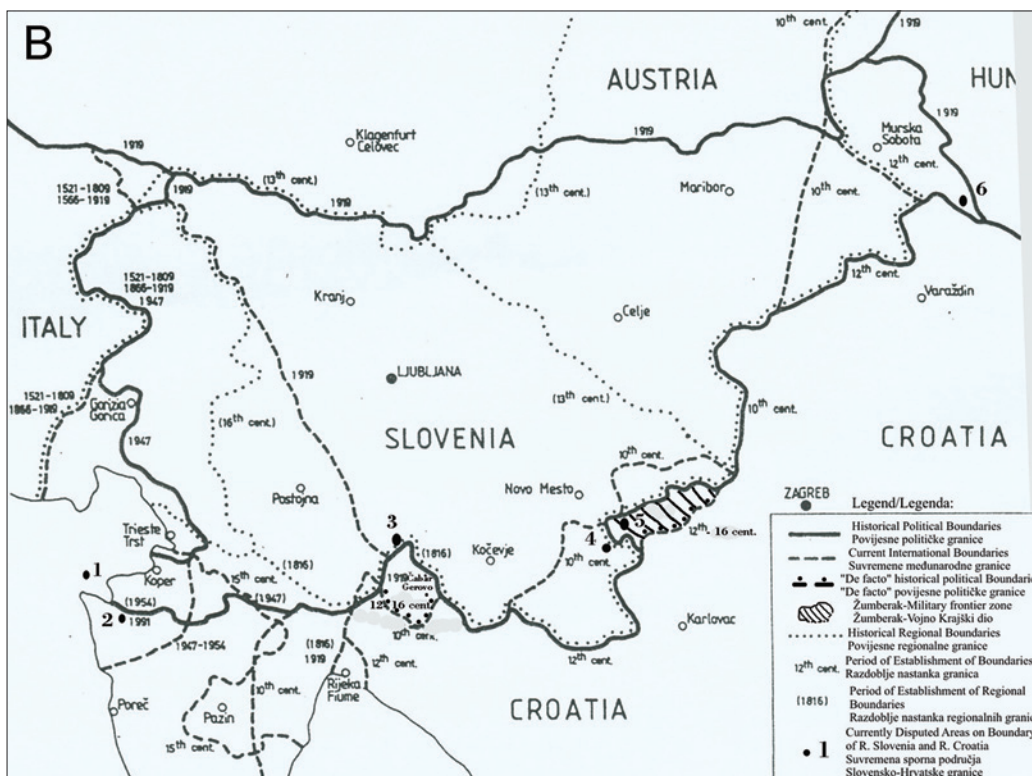 B
1919
10th cent.
1919
AUSTRIA
HUN
1919
Klagenfurt
Celovec
1919
Murska
Sobota
12th cent.
1919
(13th cent.)
(13th cent.)
Maribor
10th cent.
6
1521-1809
1566-1919
1919
1919
1521-1809
1866-1919
1947
12th cent.
Varaždin
Kranj
Celje
ITALY
1919
LJUBLJANA
1521-1809
1866-1919
Gorizia
Gorica
(13th cent.)
10th cent.
(16th cent.)
1947
SLOVENIA
CROATIA
10th cent.
Postojna
Novo Mesto
ZAGREB
Trieste
Trst
3
5
12th - 16 cent.
4
1
Koper
15th cent.
(1816)
(1816)
1919
Čabar
Gerovo
Kočevje
10th cent.
(1947)
(1954)
2
1991
12th 16 cent.
10th cent.
Karlovac
1947-1954
(1816)
1919
12th cent.
12th cent.
Rijeka
Fiume
10th cent.
Poreč
Pazin
15th cent.
CROATIA
Legend/Legenda:
Historical Political Boundaries
Povijesne političke granice
Current International Boundaries
Suvremene međunarodne granice
"De facto" historical political Boundarie
"De facto" povijesne političke granice
Žumberak-Military frontier zone
Žumberak-Vojno Krajški dio
Historical Regional Boundaries
Povijesne regionalne granice
12th cent. Period of Establishment of Boundaries
Razdoblje nastanka granica
(1816) Period of Establishment of Regional
Boundaries
Razdoblje nastanka regionalnih granic
1 Currently Disputed Areas on Boundary
of R. Slovenia and R. Croatia
Suvremena sporna područja
Slovensko-Hrvatske granice